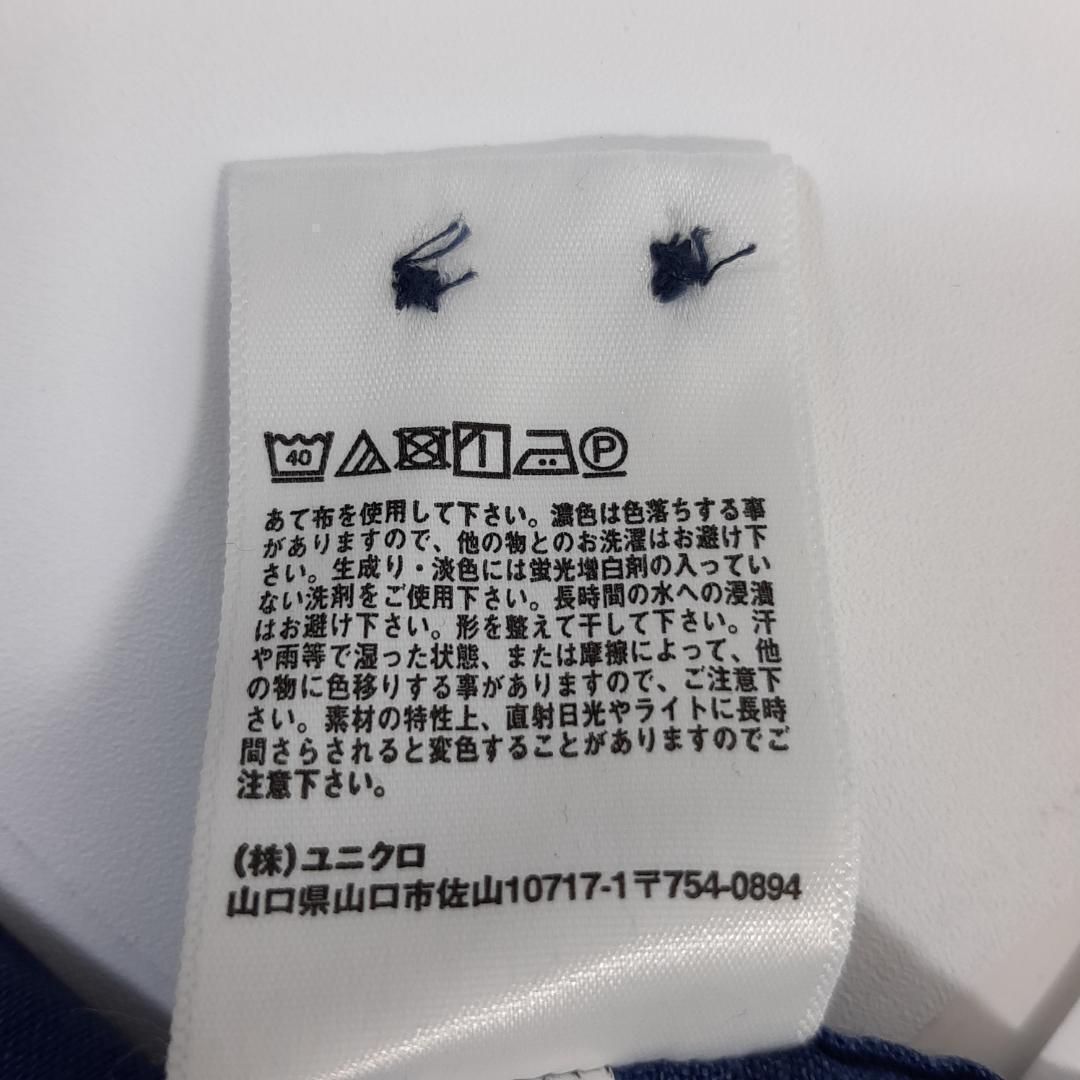 40 P
あて布を使用して下さい。濃色は色落ちする事
がありますので、他の物とのお洗濯はお避け下
さい。生成り・淡色には蛍光増白剤の入ってい
ない洗剤をご使用下さい。長時間の水への浸漬
はお避け下さい。形を整えて干して下さい。汗
や雨等で湿った状態、または摩擦によって、他
の物に色移りする事がありますので、ご注意下
さい。素材の特性上、直射日光やライトに長時
間さらされると変色することがありますのでご
注意下さい。
(株)ユニクロ
山口県山口市佐山10717-1〒754-0894